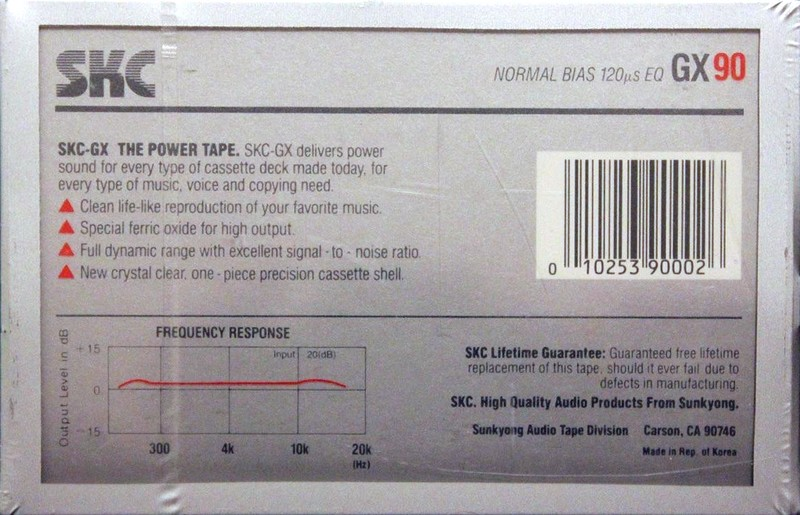 SKC
NORMAL BIAS 120µs EQ GX 90
SKC-GX THE POWER TAPE. SKC-GX delivers power
sound for every type of cassette deck made today, for
every type of music, voice and copying need.
▲ Clean life-like reproduction of your favorite music.
▲ Special ferric oxide for high output.
▲ Full dynamic range with excellent signal - to - noise ratio.
▲ New crystal clear, one - piece precision cassette shell.
0 10253 90002
FREQUENCY RESPONSE
Output Level in dB
+15
0
-15
Input 20(dB)
300 4k 10k 20k
(Hz)
SKC Lifetime Guarantee: Guaranteed free lifetime
replacement of this tape, should it ever fail due to
defects in manufacturing.
SKC. High Quality Audio Products From Sunkyong.
Sunkyong Audio Tape Division Carson, CA 90746
Made in Rep. of Korea